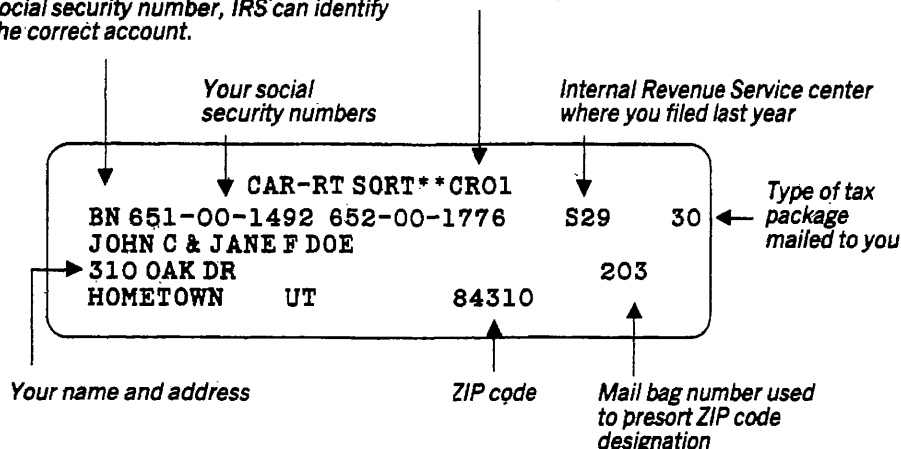 social security number, IRS can identify
the correct account.
Your social
security numbers
Internal Revenue Service center
where you filed last year
CAR-RT SORT**CR01
BN 651-00-1492 652-00-1776 S29 30
JOHN C & JANE F DOE
310 OAK DR 203
HOMETOWN UT 84310
Type of tax
package
mailed to you
Your name and address
ZIP code
Mail bag number used
to presort ZIP code
designation